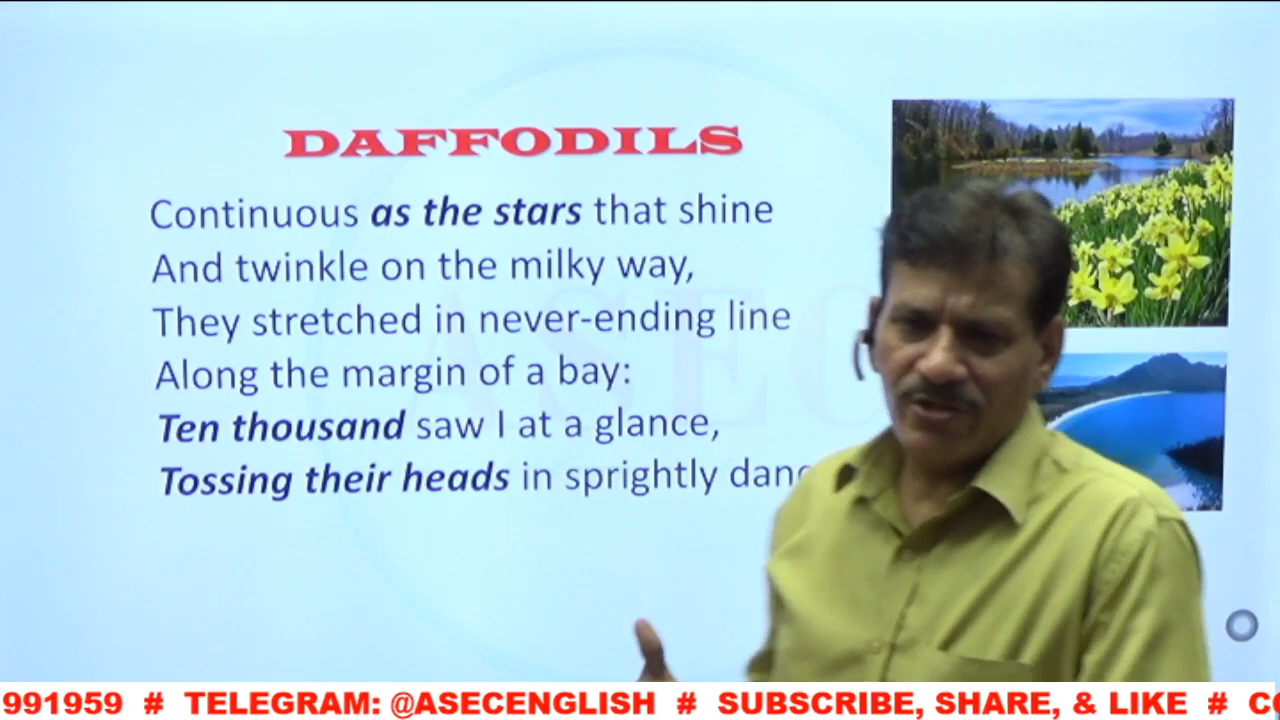 DAFFODILS
Continuous as the stars that shine
And twinkle on the milky way,
They stretched in never-ending line
Along the margin of a bay:
Ten thousand saw I at a glance,
Tossing their heads in sprightly
ASEC
991959 # TELEGRAM: @ASECENGLISH # SUBSCRIBE, SHARE, & LIKE #